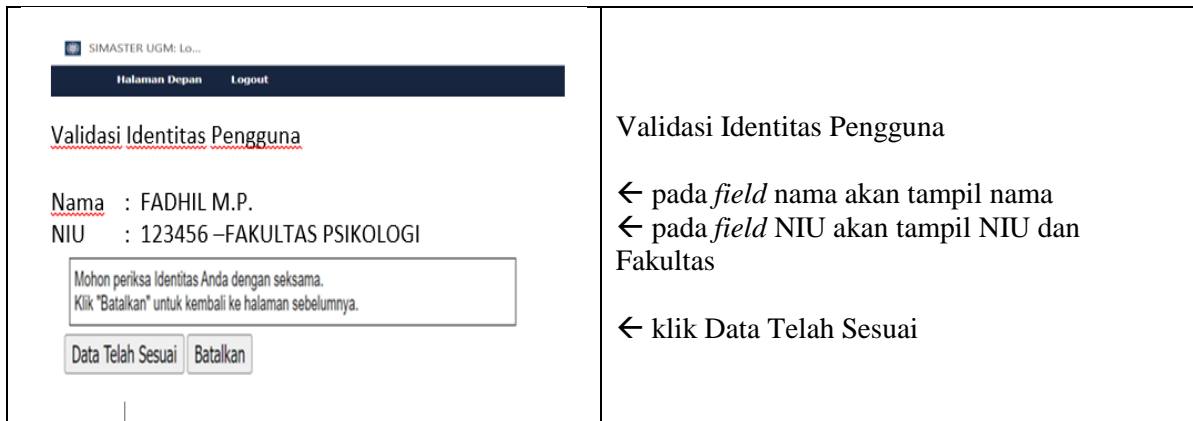 SIMASTER UGM: Lo...
Halaman Depan Logout
Validasi Identitas Pengguna
Nama : FADHIL M.P.
NIU : 123456 –FAKULTAS PSIKOLOGI
Mohon periksa Identitas Anda dengan seksama.
Klik "Batalkan" untuk kembali ke halaman sebelumnya.
Data Telah Sesuai Batalkan
Validasi Identitas Pengguna
← pada field nama akan tampil nama
← pada field NIU akan tampil NIU dan
Fakultas
← klik Data Telah Sesuai